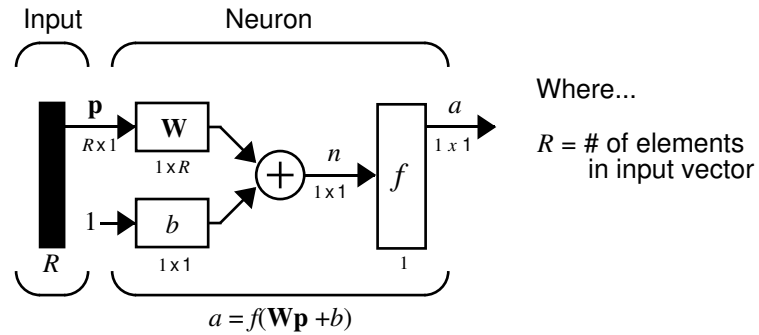 Input Neuron
p a Where...
W n R = # of elements
R x 1 1 x 1 in input vector
1 x R + 1 x 1 f
1 b
R 1 x 1 1
a = f(Wp +b)